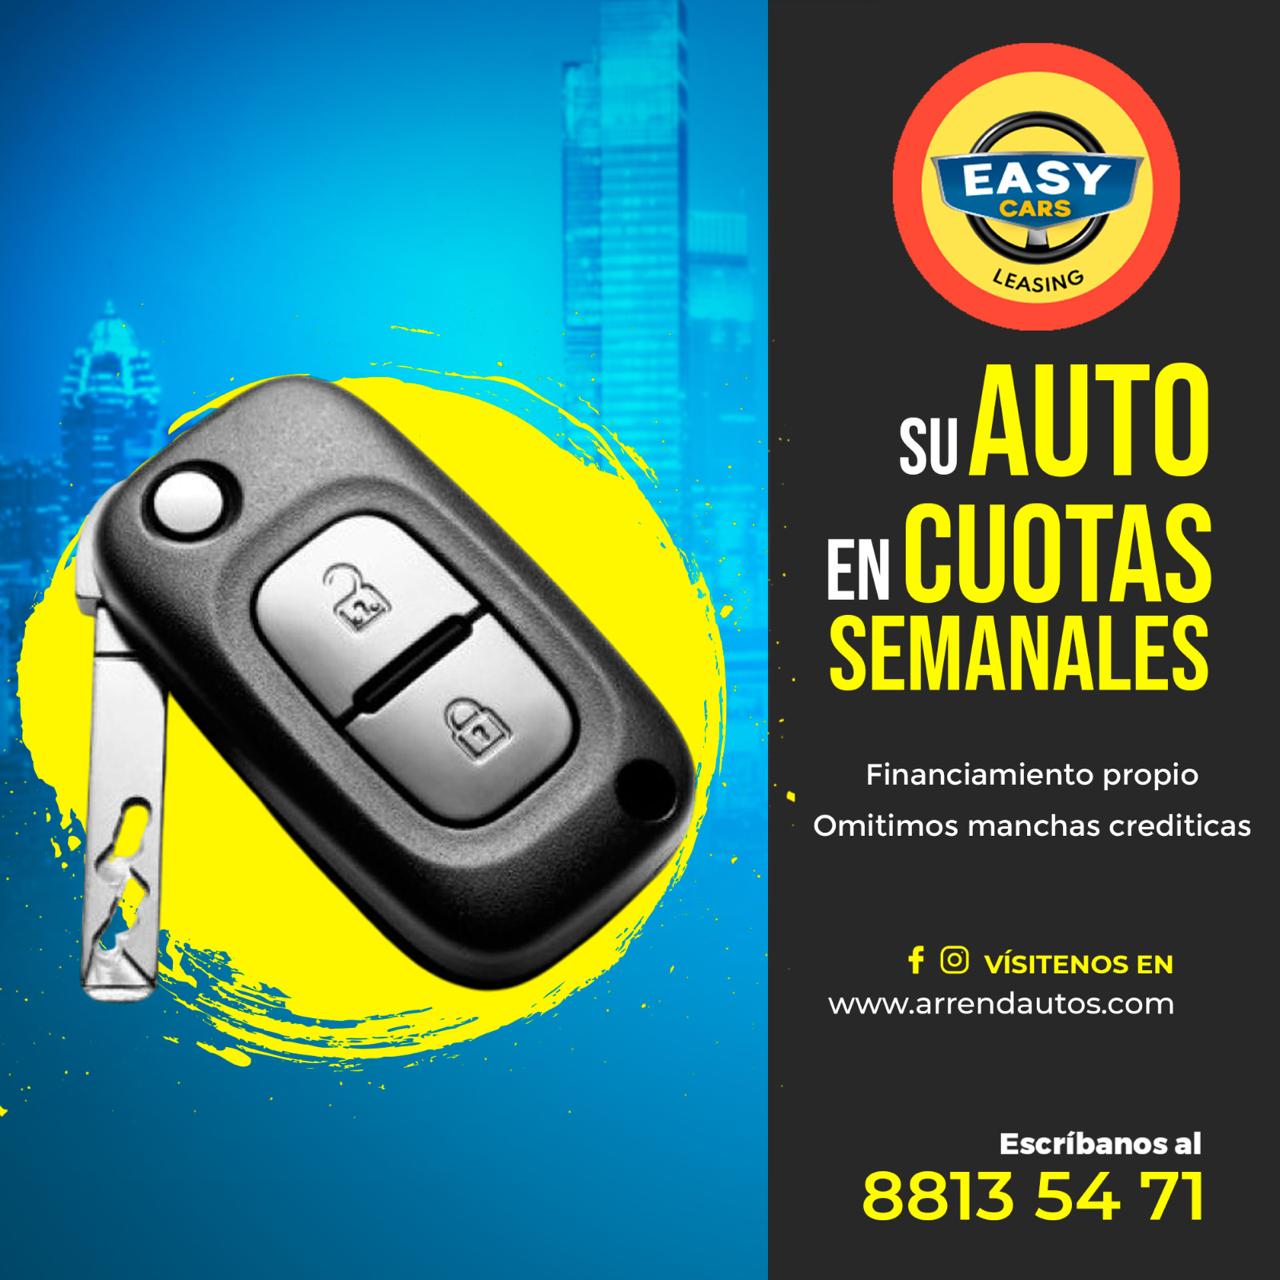 EASY
CARS
LEASING
SU AUTO
EN CUOTAS
SEMANALES
Financiamiento propio
Omitimos manchas crediticas
VÍSITENOS EN
www.arrendautos.com
Escríbanos al
8813 54 71